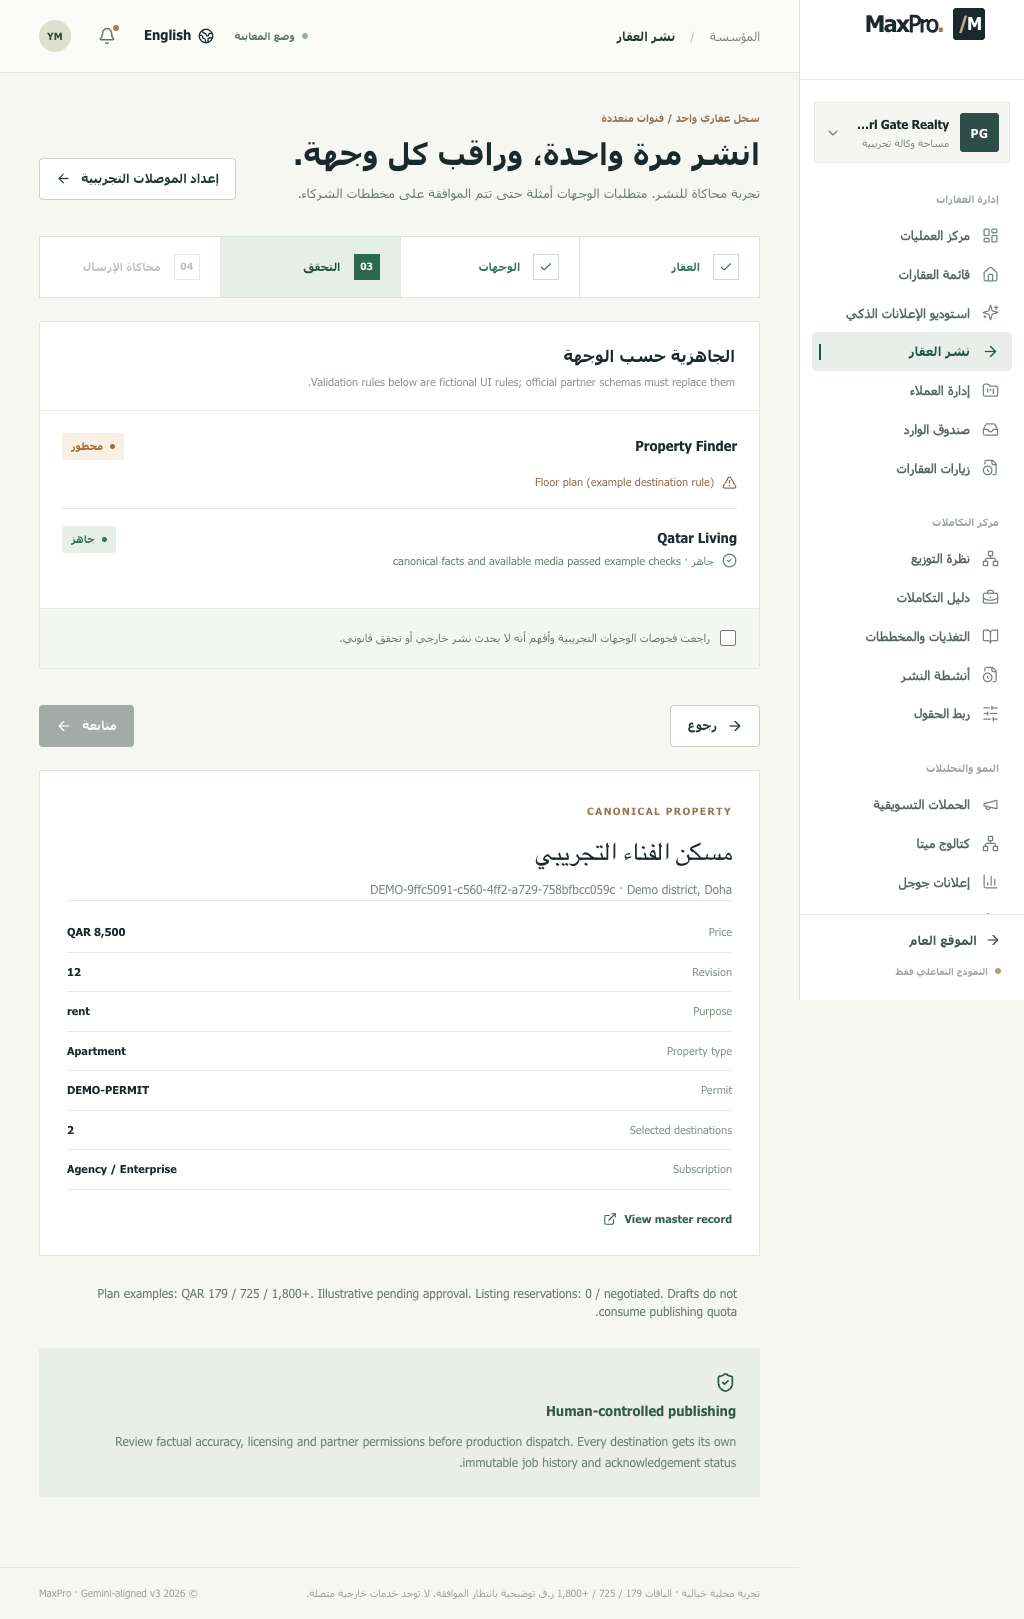 MaxPro.
/M
PG
...rl Gate Realty
مساحة وكالة تجريبية
إدارة العقارات
مركز العمليات
قائمة العقارات
استوديو الإعلانات الذكي
نشر العقار
إدارة العملاء
صندوق الوارد
زيارات العقارات
مركز التكاملات
نظرة التوزيع
دليل التكاملات
التغذيات والمخططات
أنشطة النشر
ربط الحقول
النمو والتحليلات
الحملات التسويقية
كتالوج ميتا
إعلانات جوجل
الموقع العام
النموذج التفاعلي فقط
المؤسسة / نشر العقار
وضع المعاينة
English
YM
سجل عقاري واحد / قنوات متعددة
انشر مرة واحدة، وراقب كل وجهة.
تجربة محاكاة للنشر. متطلبات الوجهات أمثلة حتى تتم الموافقة على مخططات الشركاء.
إعداد الموصلات التجريبية
العقار
الوجهات
03 التحقق
04 محاكاة الإرسال
الجاهزية حسب الوجهة
Validation rules below are fictional UI rules; official partner schemas must replace them.
Property Finder
محظور
Floor plan (example destination rule)
Qatar Living
جاهز
جاهز · canonical facts and available media passed example checks
راجعت فحوصات الوجهات التجريبية وأفهم أنه لا يحدث نشر خارجي أو تحقق قانوني.
رجوع
متابعة
CANONICAL PROPERTY
مسكن الفناء التجريبي
DEMO-9ffc5091-c560-4ff2-a729-758bfbcc059c · Demo district, Doha
Price QAR 8,500
Revision 12
Purpose rent
Property type Apartment
Permit DEMO-PERMIT
Selected destinations 2
Subscription Agency / Enterprise
View master record
Plan examples: QAR 179 / 725 / 1,800+. Illustrative pending approval. Listing reservations: 0 / negotiated. Drafts do not
consume publishing quota.
Human-controlled publishing
Review factual accuracy, licensing and partner permissions before production dispatch. Every destination gets its own
immutable job history and acknowledgement status.
تجربة محلية خيالية · الباقات 179 / 725 / 1,800+ ر.ق توضيحية بانتظار الموافقة. لا توجد خدمات خارجية متصلة.
MaxPro · Gemini-aligned v3 2026 ©